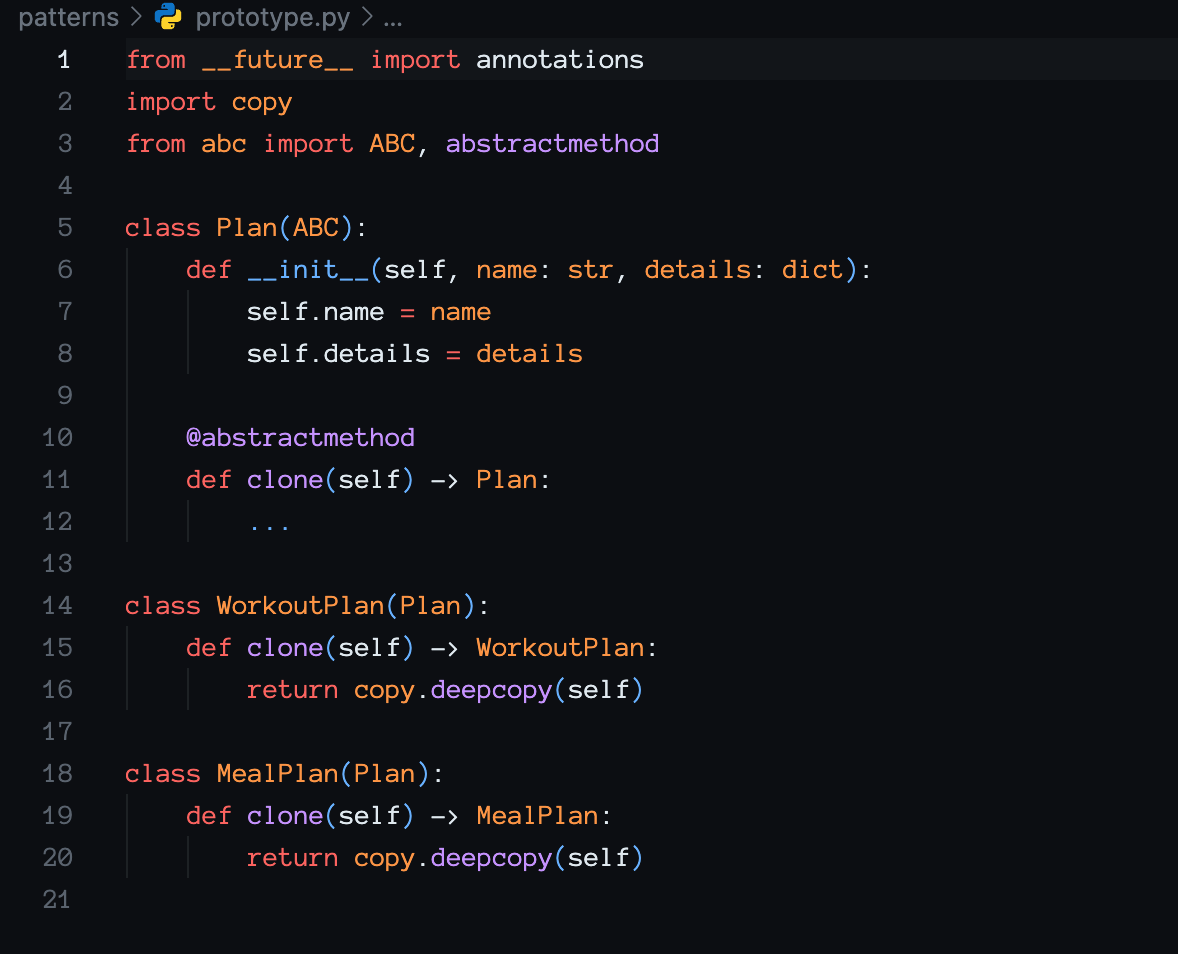 patterns > prototype.py > ...
1 from __future__ import annotations
2 import copy
3 from abc import ABC, abstractmethod
4
5 class Plan(ABC):
6     def __init__(self, name: str, details: dict):
7         self.name = name
8         self.details = details
9
10     @abstractmethod
11     def clone(self) -> Plan:
12         ...
13
14 class WorkoutPlan(Plan):
15     def clone(self) -> WorkoutPlan:
16         return copy.deepcopy(self)
17
18 class MealPlan(Plan):
19     def clone(self) -> MealPlan:
20         return copy.deepcopy(self)
21